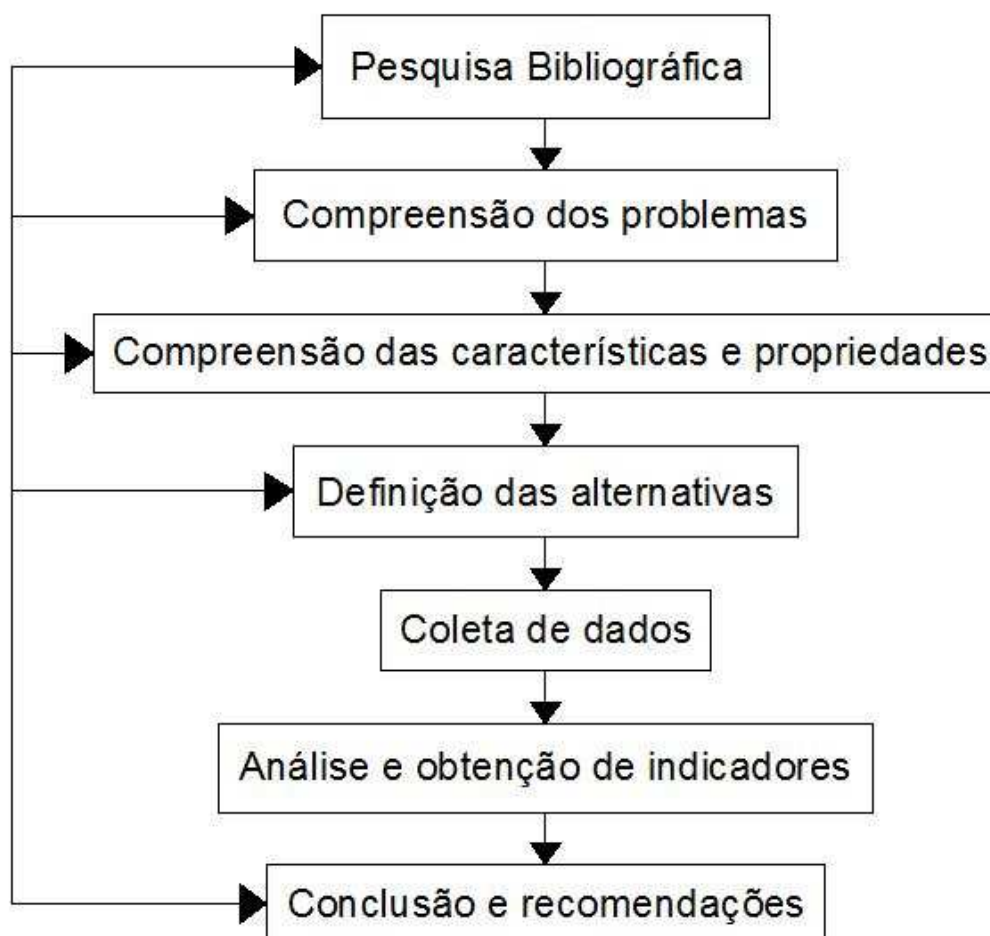 Pesquisa Bibliográfica
Compreensão dos problemas
Compreensão das característísticas e propriedades
Definição das alternativas
Coleta de dados
Análise e obtenção de indicadores
Conclusão e recomendações